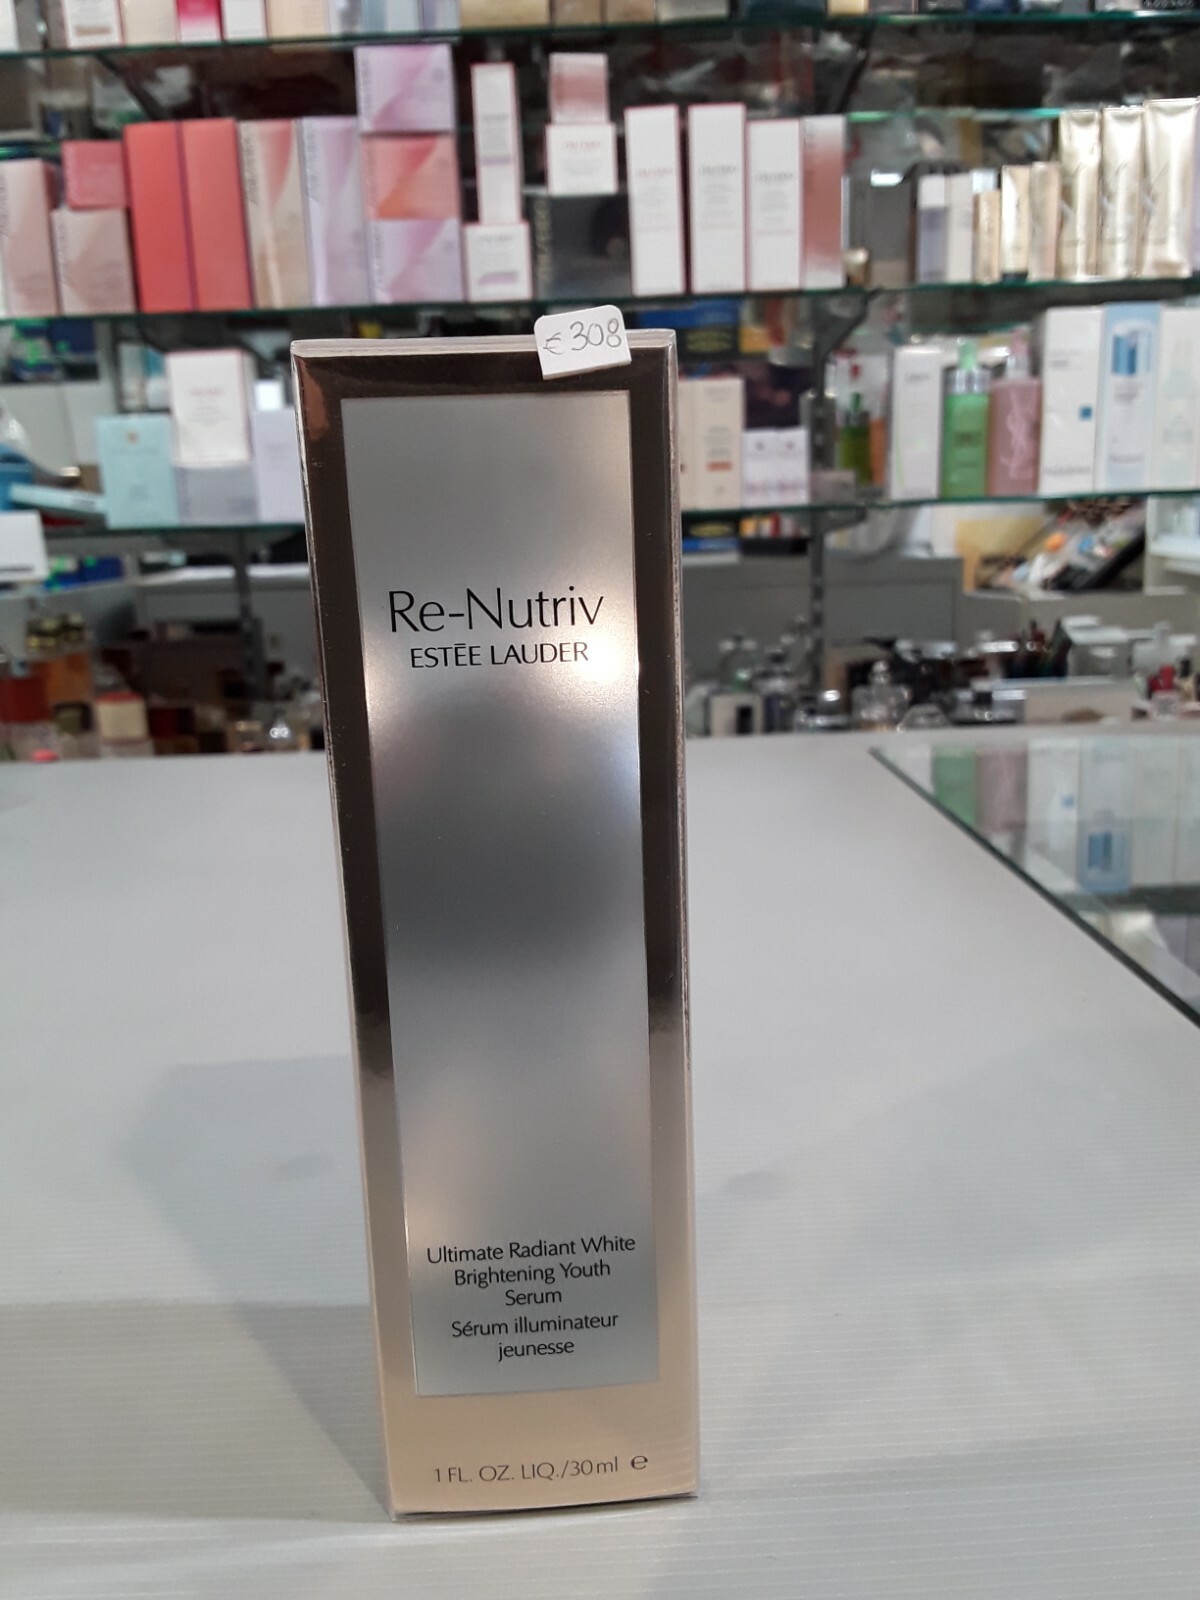 € 308
Re-Nutriv
ESTĒE LAUDER
Ultimate Radiant White
Brightening Youth
Serum
Sérum illuminateur
jeunesse
1 FL. OZ. LIQ./30 ml ℮